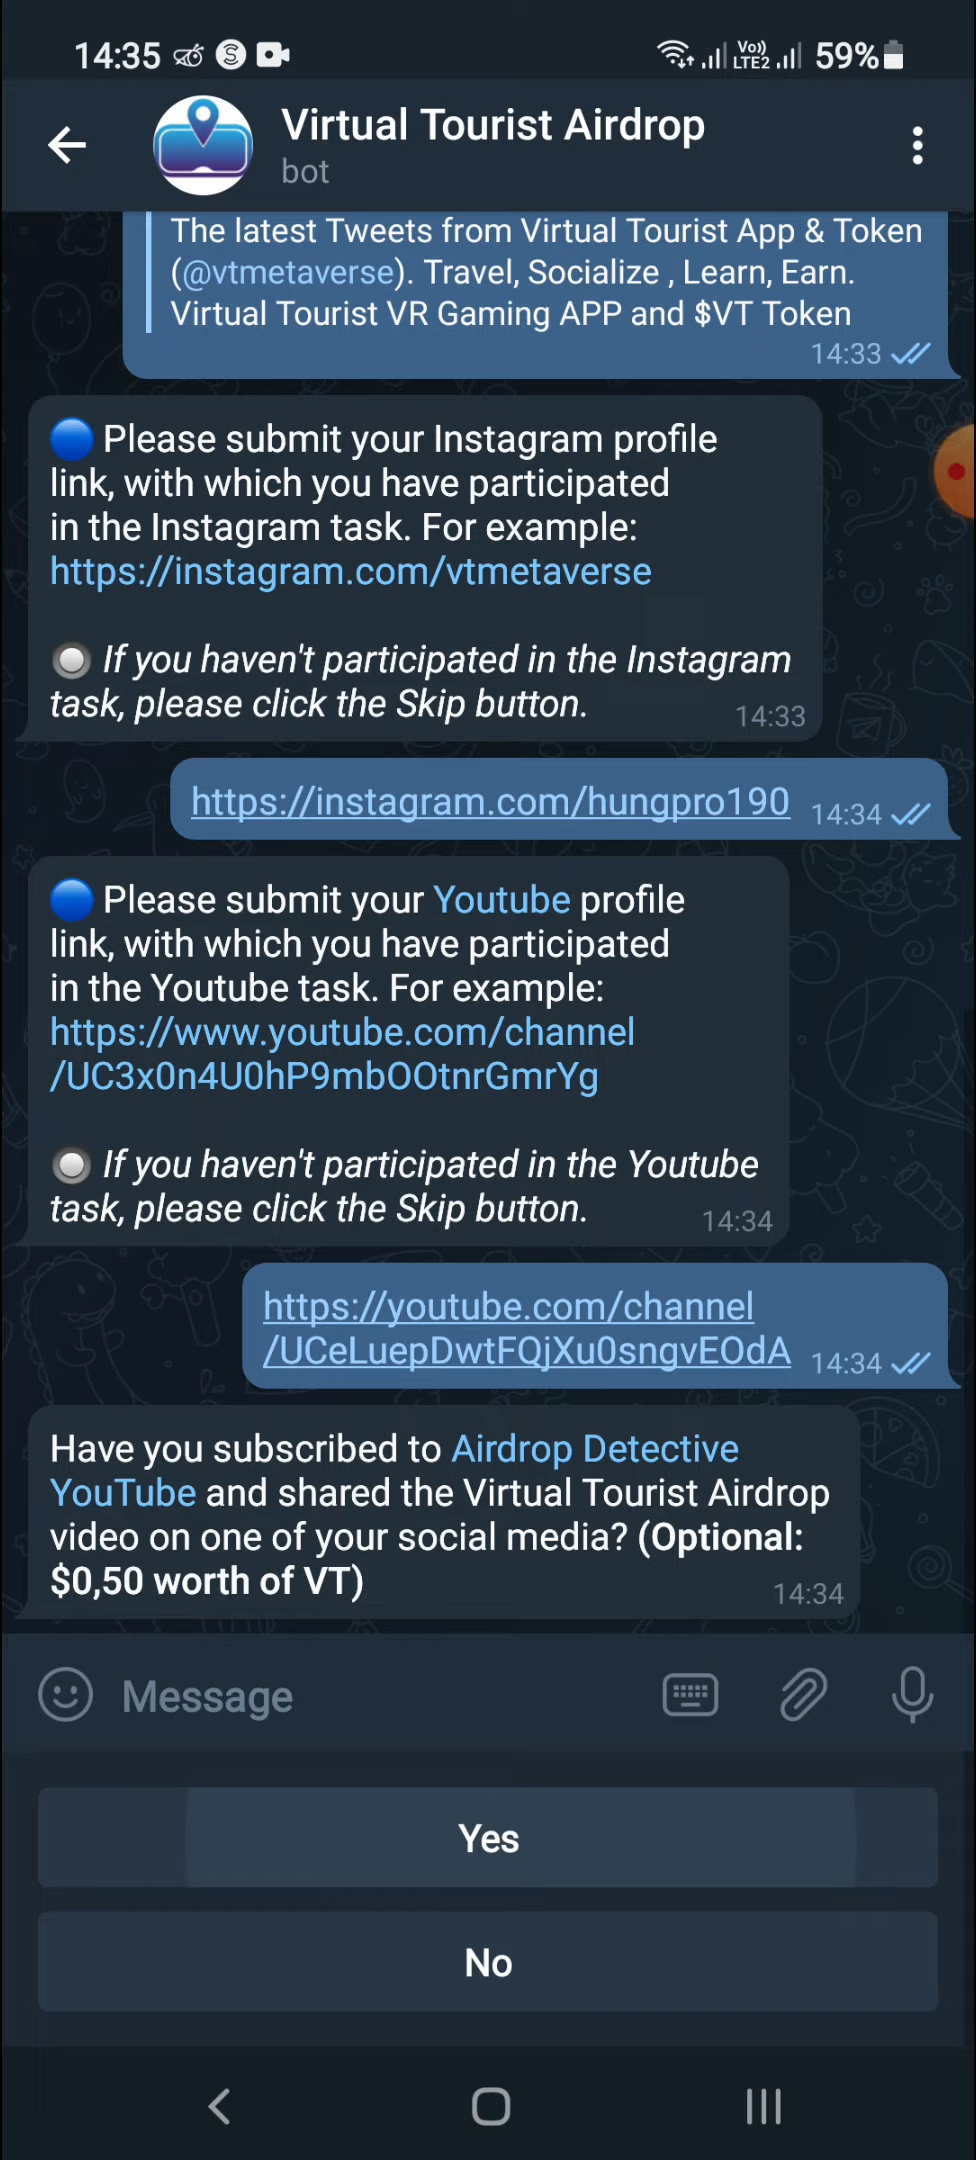 14:35
Vo))
LTE2
59%
Virtual Tourist Airdrop
bot
The latest Tweets from Virtual Tourist App & Token
(@vtmetaverse). Travel, Socialize , Learn, Earn.
Virtual Tourist VR Gaming APP and $VT Token
14:33
Please submit your Instagram profile
link, with which you have participated
in the Instagram task. For example:
https://instagram.com/vtmetaverse
If you haven't participated in the Instagram
task, please click the Skip button.
14:33
https://instagram.com/hungpro190
14:34
Please submit your Youtube profile
link, with which you have participated
in the Youtube task. For example:
https://www.youtube.com/channel
/UC3x0n4U0hP9mbOOtnrGmrYg
If you haven't participated in the Youtube
task, please click the Skip button.
14:34
https://youtube.com/channel
/UCeLuepDwtFQjXu0sngvEOdA
14:34
Have you subscribed to Airdrop Detective
YouTube and shared the Virtual Tourist Airdrop
video on one of your social media? (Optional:
$0,50 worth of VT)
14:34
Message
Yes
No